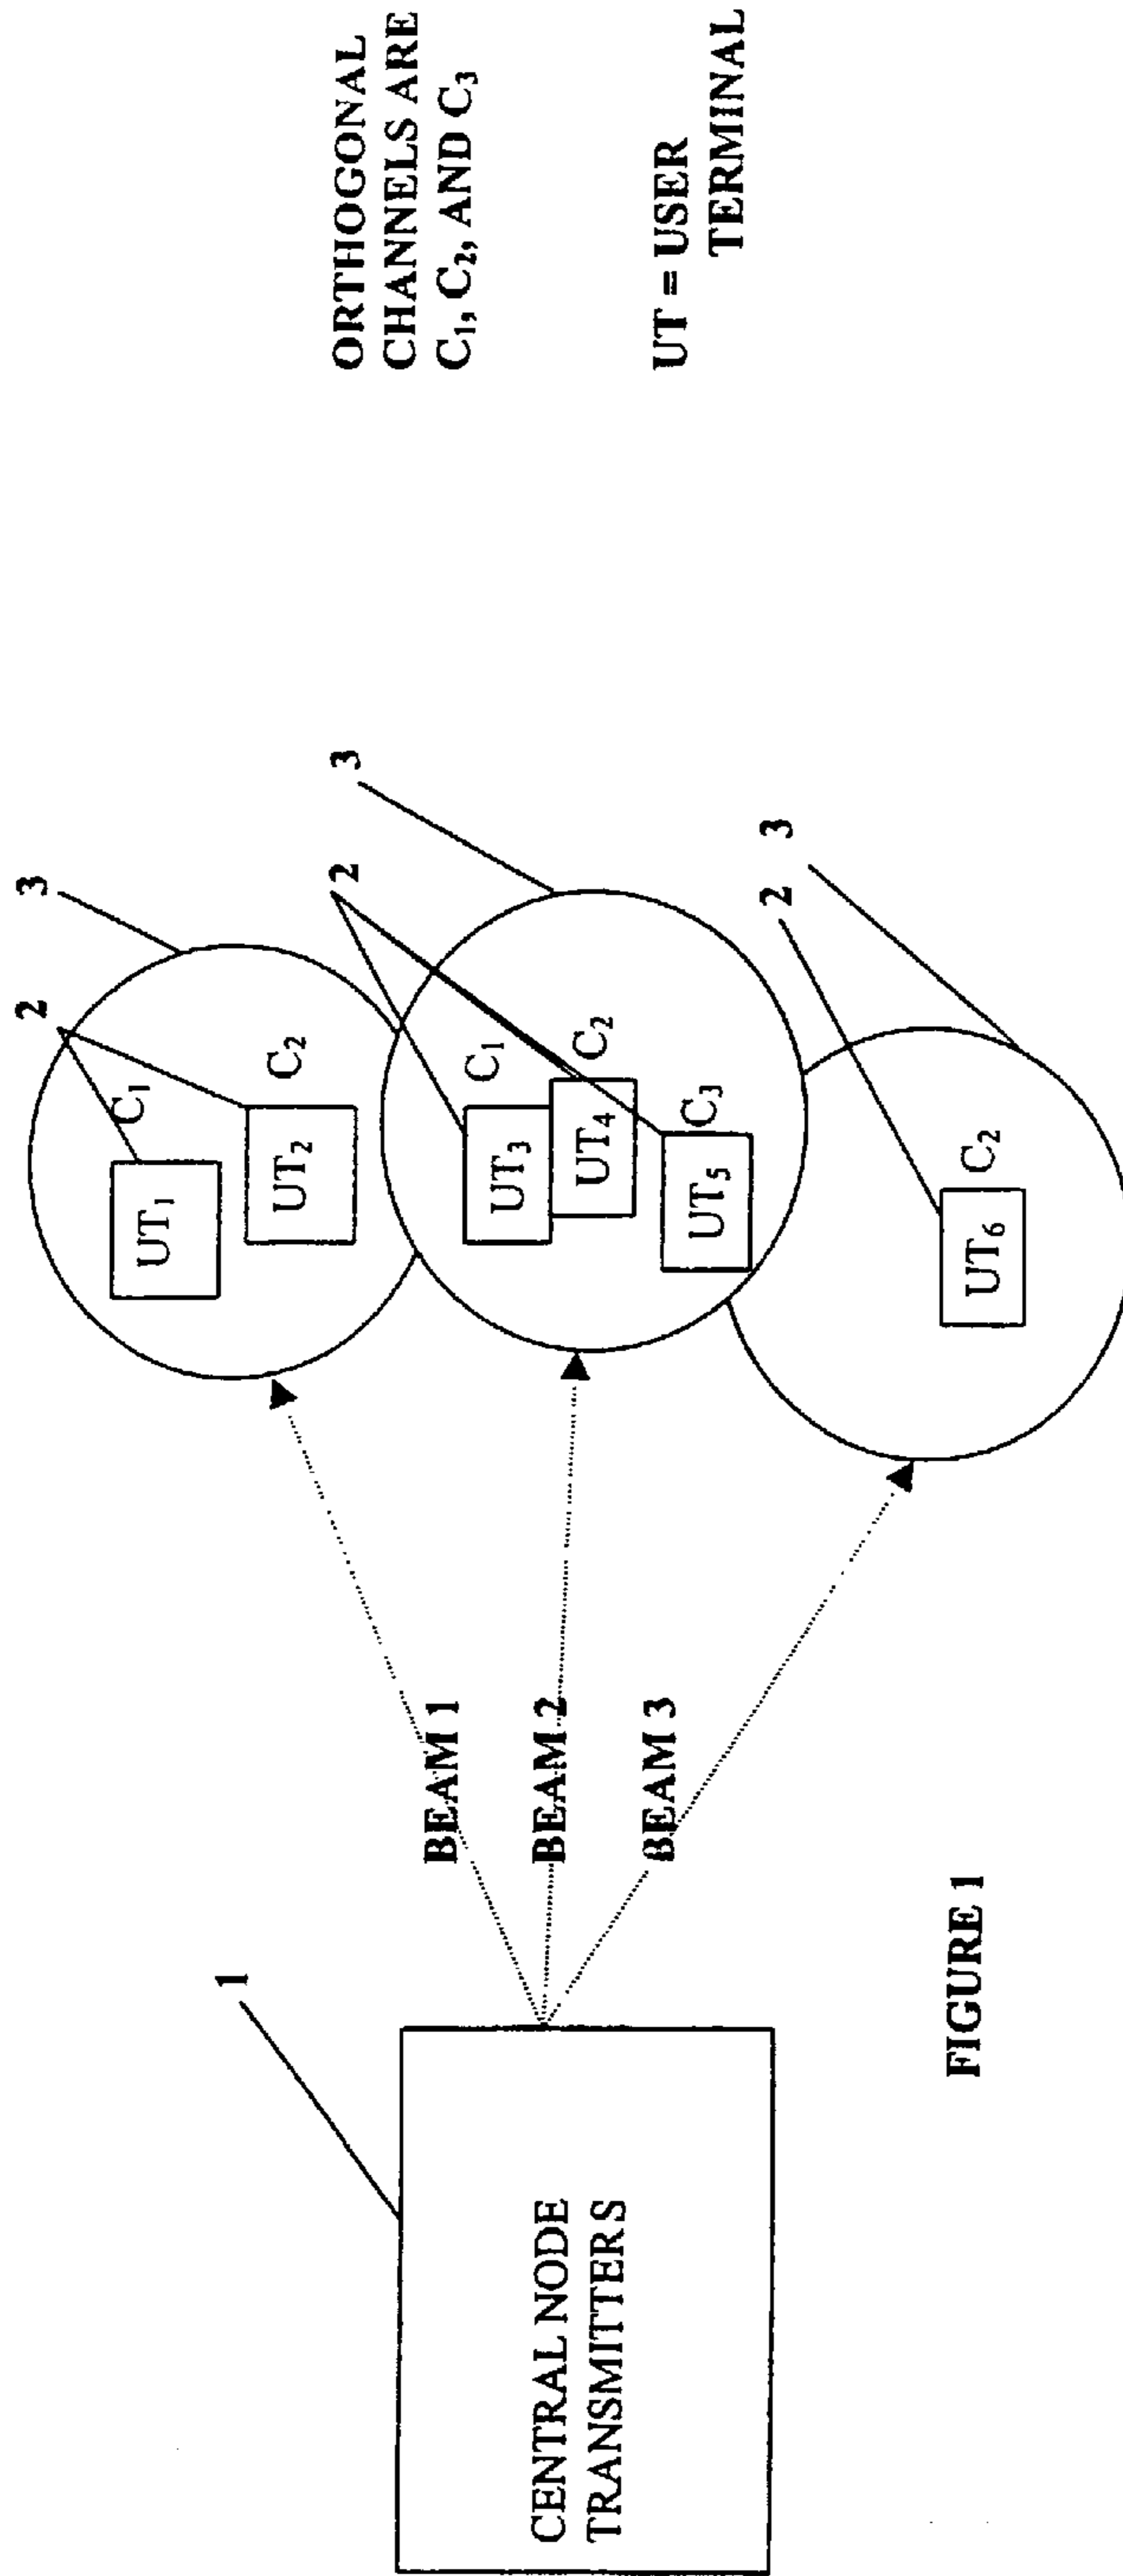 ORTHOGONAL
CHANNELS ARE
C₁, C₂, AND C₃
UT = USER
TERMINAL
3
2
C₁
UT₁
C₂
UT₂
3
2
C₁
UT₃
C₂
UT₄
C₃
UT₅
3
2
C₂
UT₆
BEAM 1
BEAM 2
BEAM 3
1
CENTRAL NODE
TRANSMITTERS
FIGURE 1